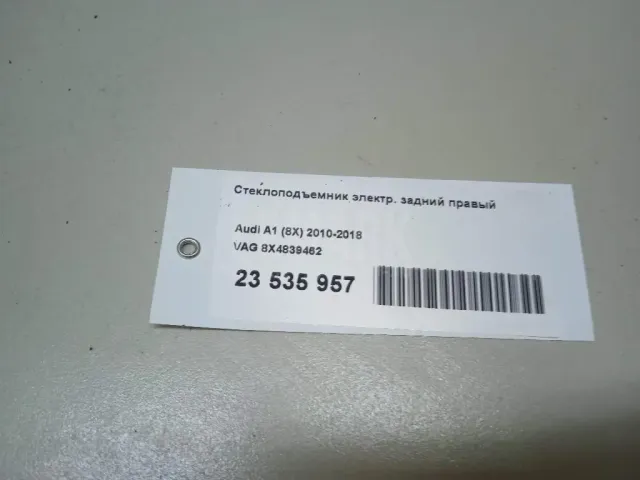 Стеклоподъемник электр. задний правый
Audi A1 (8X) 2010-2018
VAG 8X4839462
23 535 957